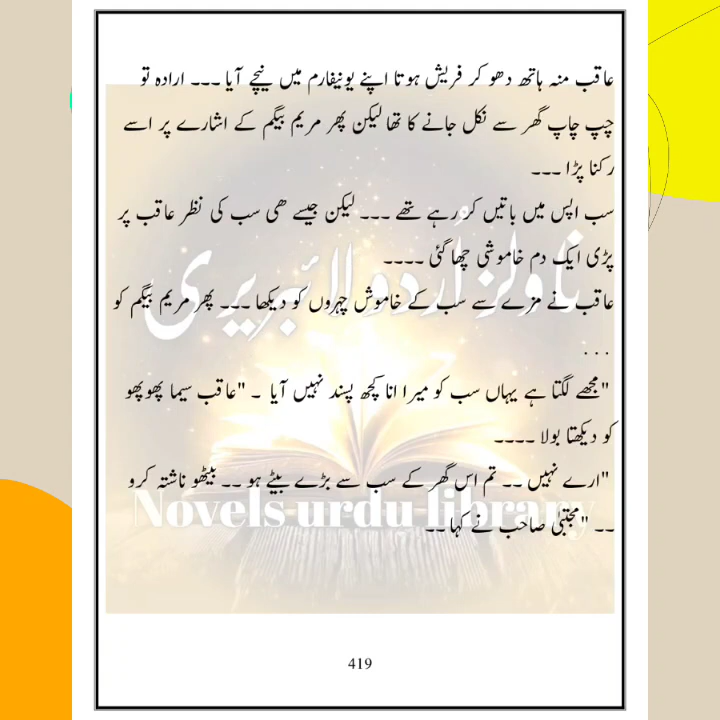 عاقب منہ ہاتھ دھو کر فریش ہوتا اپنے یونیفارم میں نیچے آیا ۔۔۔ ارادہ تو
چپ چاپ گھر سے نکل جانے کا تھا لیکن پھر مریم بیگم کے اشارے پر اسے
رکنا پڑا ۔۔۔
سب اپس میں باتیں کر رہے تھے ۔۔۔ لیکن جیسے ھی سب کی نظر عاقب پر
پڑی ایک دم خاموشی چھا گئی ۔۔۔۔
ناولز اُردو لائبریری
عاقب نے مزے سے سب کے خاموش چہروں کو دیکھا ۔۔۔ پھر مریم بیگم کو
...
"مجھے لگتا ہے یہاں سب کو میرا انا کچھ پسند نہیں آیا ۔ "عاقب سیما پھوپھو
کو دیکھتا بولا ۔۔۔۔
"ارے نہیں ۔۔ تم اس گھر کے سب سے بڑے بیٹے ہو ۔۔ بیٹھو ناشتہ کرو
Novels urdu library
۔۔ "مجتبیٰ صاحب نے کہا ۔۔
419